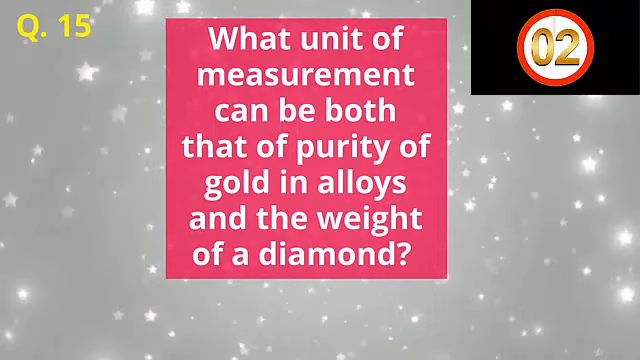 Q. 15
02
What unit of
measurement
can be both
that of purity of
gold in alloys
and the weight
of a diamond?